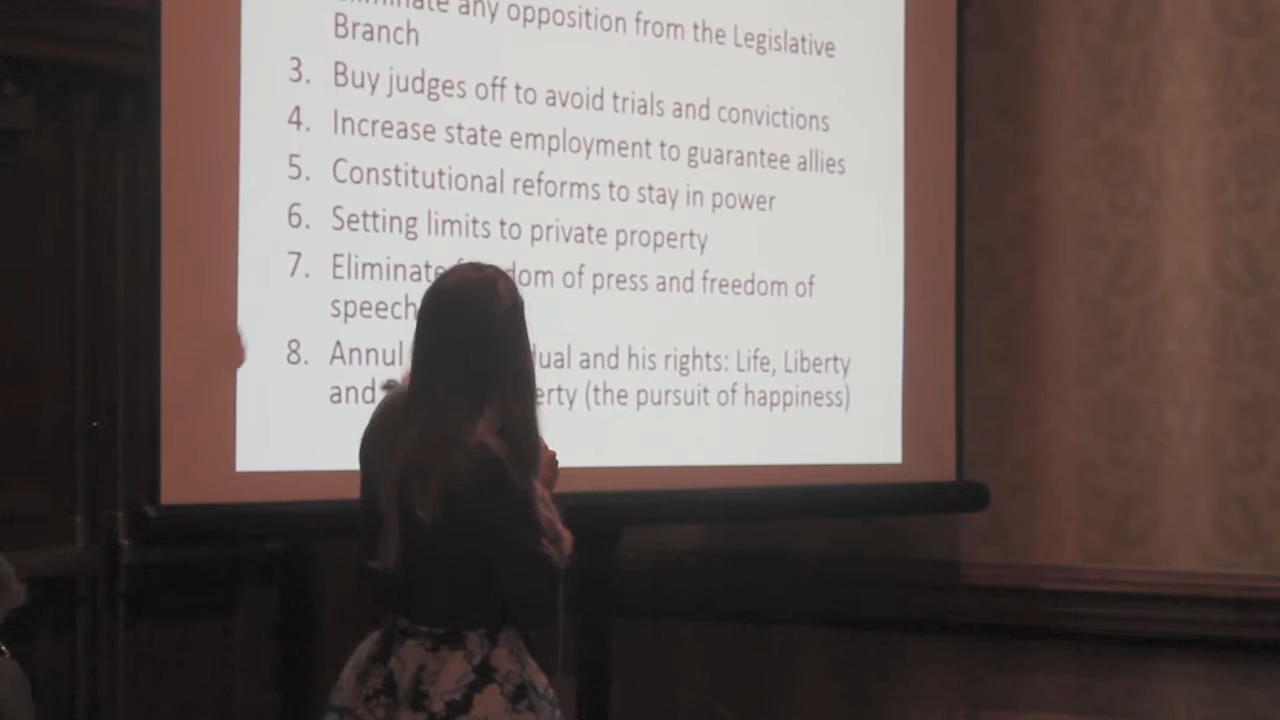 any opposition from the Legislative
Branch
3. Buy judges off to avoid trials and convictions
4. Increase state employment to guarantee allies
5. Constitutional reforms to stay in power
6. Setting limits to private property
7. Eliminate dom of press and freedom of
speech
8. Annul and his rights: Life, Liberty
and (the pursuit of happiness)